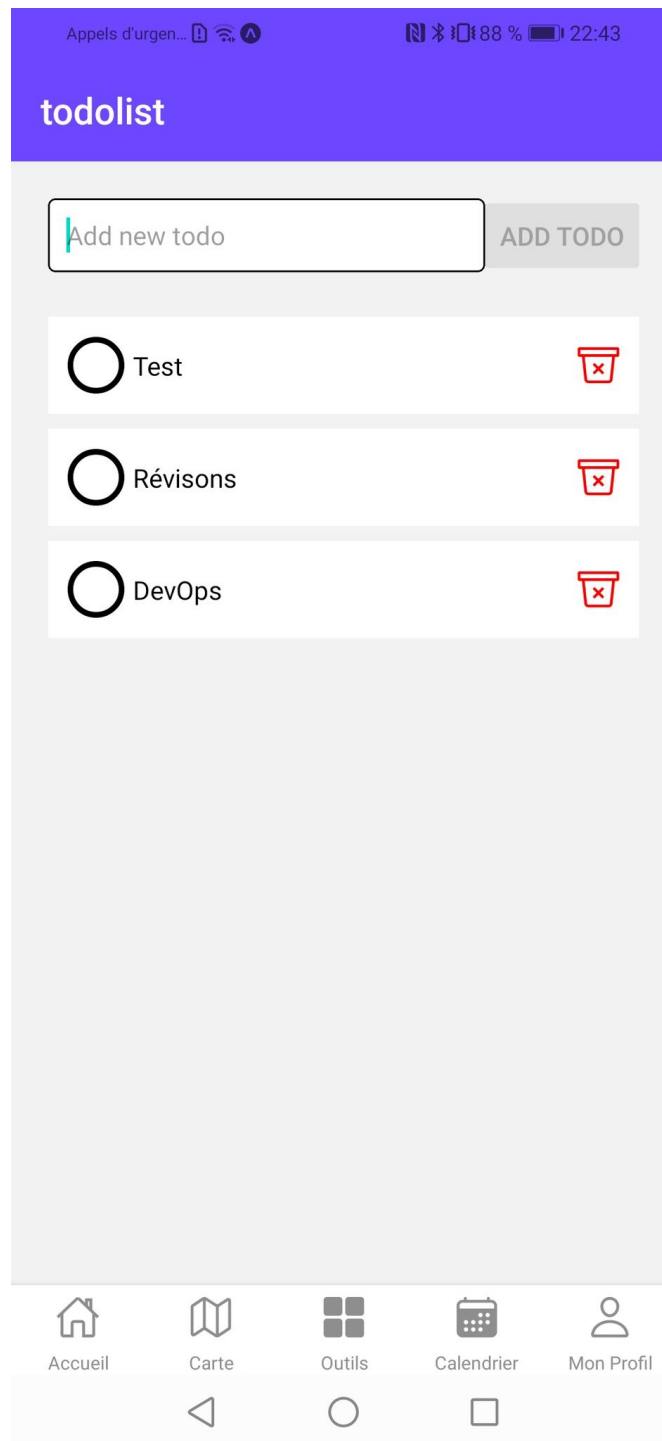 Appels d'urgen... 88 % 22:43
todolist
Add new todo ADD TODO
Test
Révisons
DevOps
Accueil Carte Outils Calendrier Mon Profil